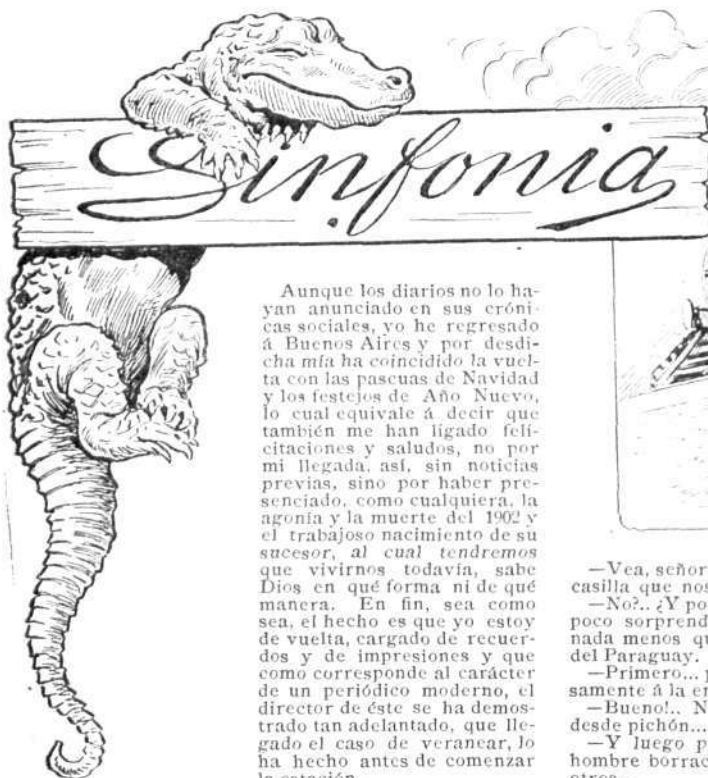 Sinfonia
Aunque los diarios no lo ha-
yan anunciado en sus cróni-
cas sociales, yo he regresado
á Buenos Aires y por desdi-
cha mía ha coincidido la vuel-
ta con las pascuas de Navidad
y los festejos de Año Nuevo,
lo cual equivale á decir que
también me han ligado feli-
citaciones y saludos, no por
mi llegada, así, sin noticias
previas, sino por haber pre-
senciado, como cualquiera, la
agonía y la muerte del 1902 y
el trabajoso nacimiento de su
sucesor, al cual tendremos
que vivirnos todavía, sabe
Dios en qué forma ni de qué
manera. En fin, sea como
sea, el hecho es que yo estoy
de vuelta, cargado de recuer-
dos y de impresiones y que
como corresponde al carácter
de un periódico moderno, el
director de éste se ha demos-
trado tan adelantado, que lle-
gado el caso de veranear, lo
ha hecho antes de comenzar
la estación
—Vea, señor
casilla que nos
—No?.. ¿Y po
poco sorprend
nada menos qu
del Paraguay.
—Primero... p
samente á la en
—Bueno!.. N
desde pichón...
—Y luego p
hombre borrac
otros